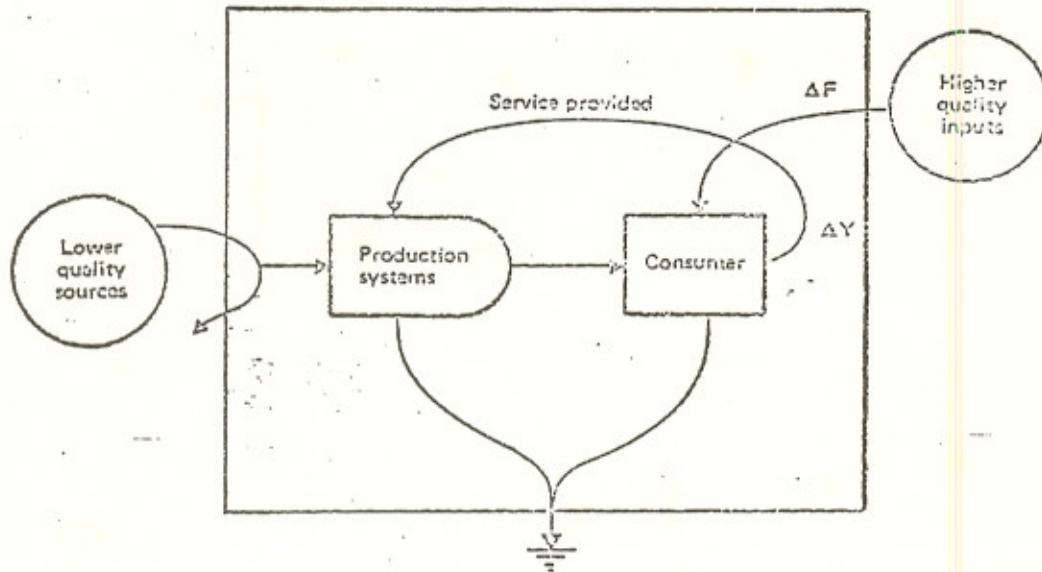 Service provided
ΔF
Higher
quality
inputs
ΔY
Lower
quality
sources
Production
systems
Consumer